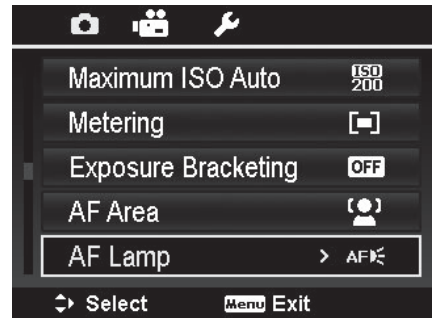 Maximum ISO Auto ISO 200
Metering
Exposure Bracketing OFF
AF Area
AF Lamp > AF
Select Menu Exit